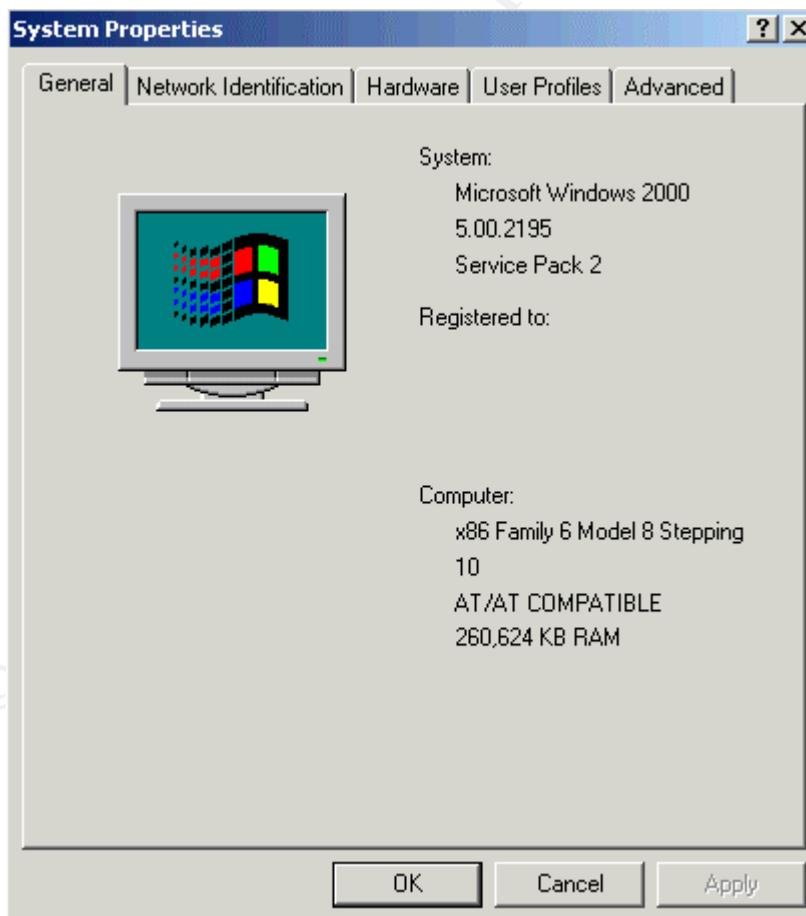 System Properties
General Network Identification Hardware User Profiles Advanced
System:
Microsoft Windows 2000
5.00.2195
Service Pack 2
Registered to:
Computer:
x86 Family 6 Model 8 Stepping
10
AT/AT COMPATIBLE
260,624 KB RAM
OK Cancel Apply